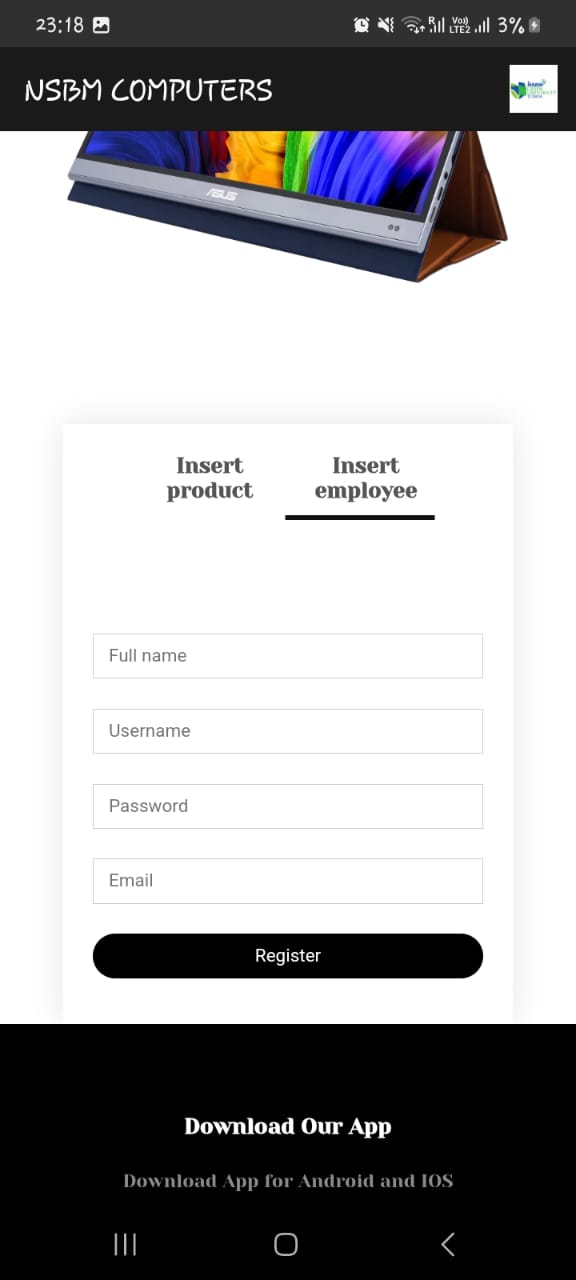 23:18
R
Vo))
LTE2
3%
NSBM COMPUTERS
ASUS
Insert
product
Insert
employee
Full name
Username
Password
Email
Register
Download Our App
Download App for Android and IOS